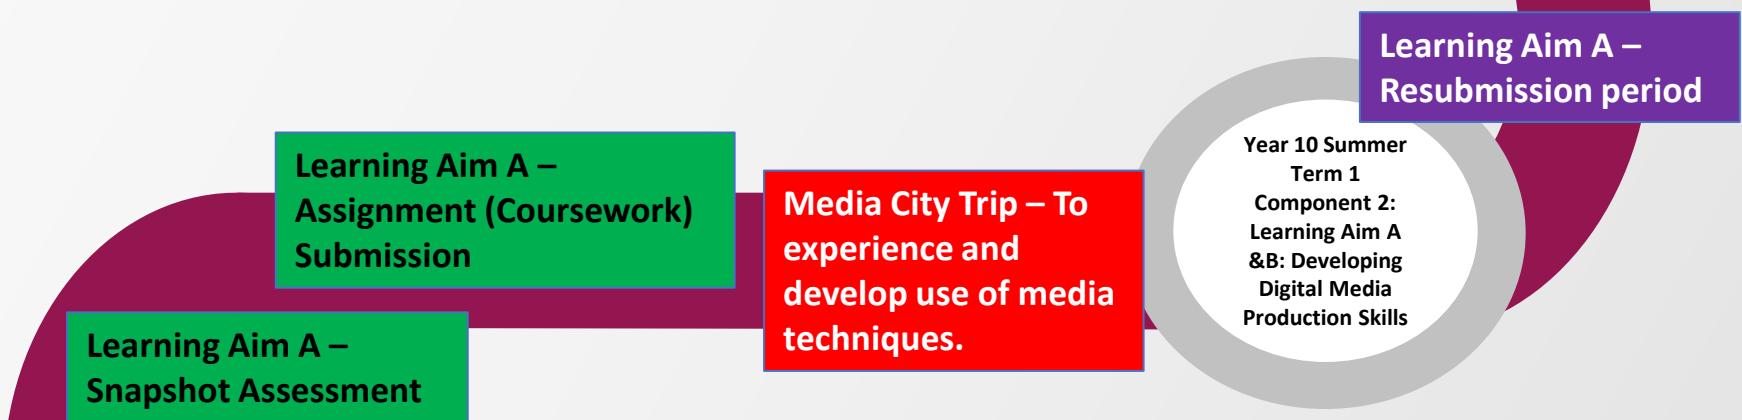 Learning Aim A –
Resubmission period
Learning Aim A –
Assignment (Coursework)
Submission
Media City Trip – To
experience and
develop use of media
techniques.
Year 10 Summer
Term 1
Component 2:
Learning Aim A
&B: Developing
Digital Media
Production Skills
Learning Aim A –
Snapshot Assessment